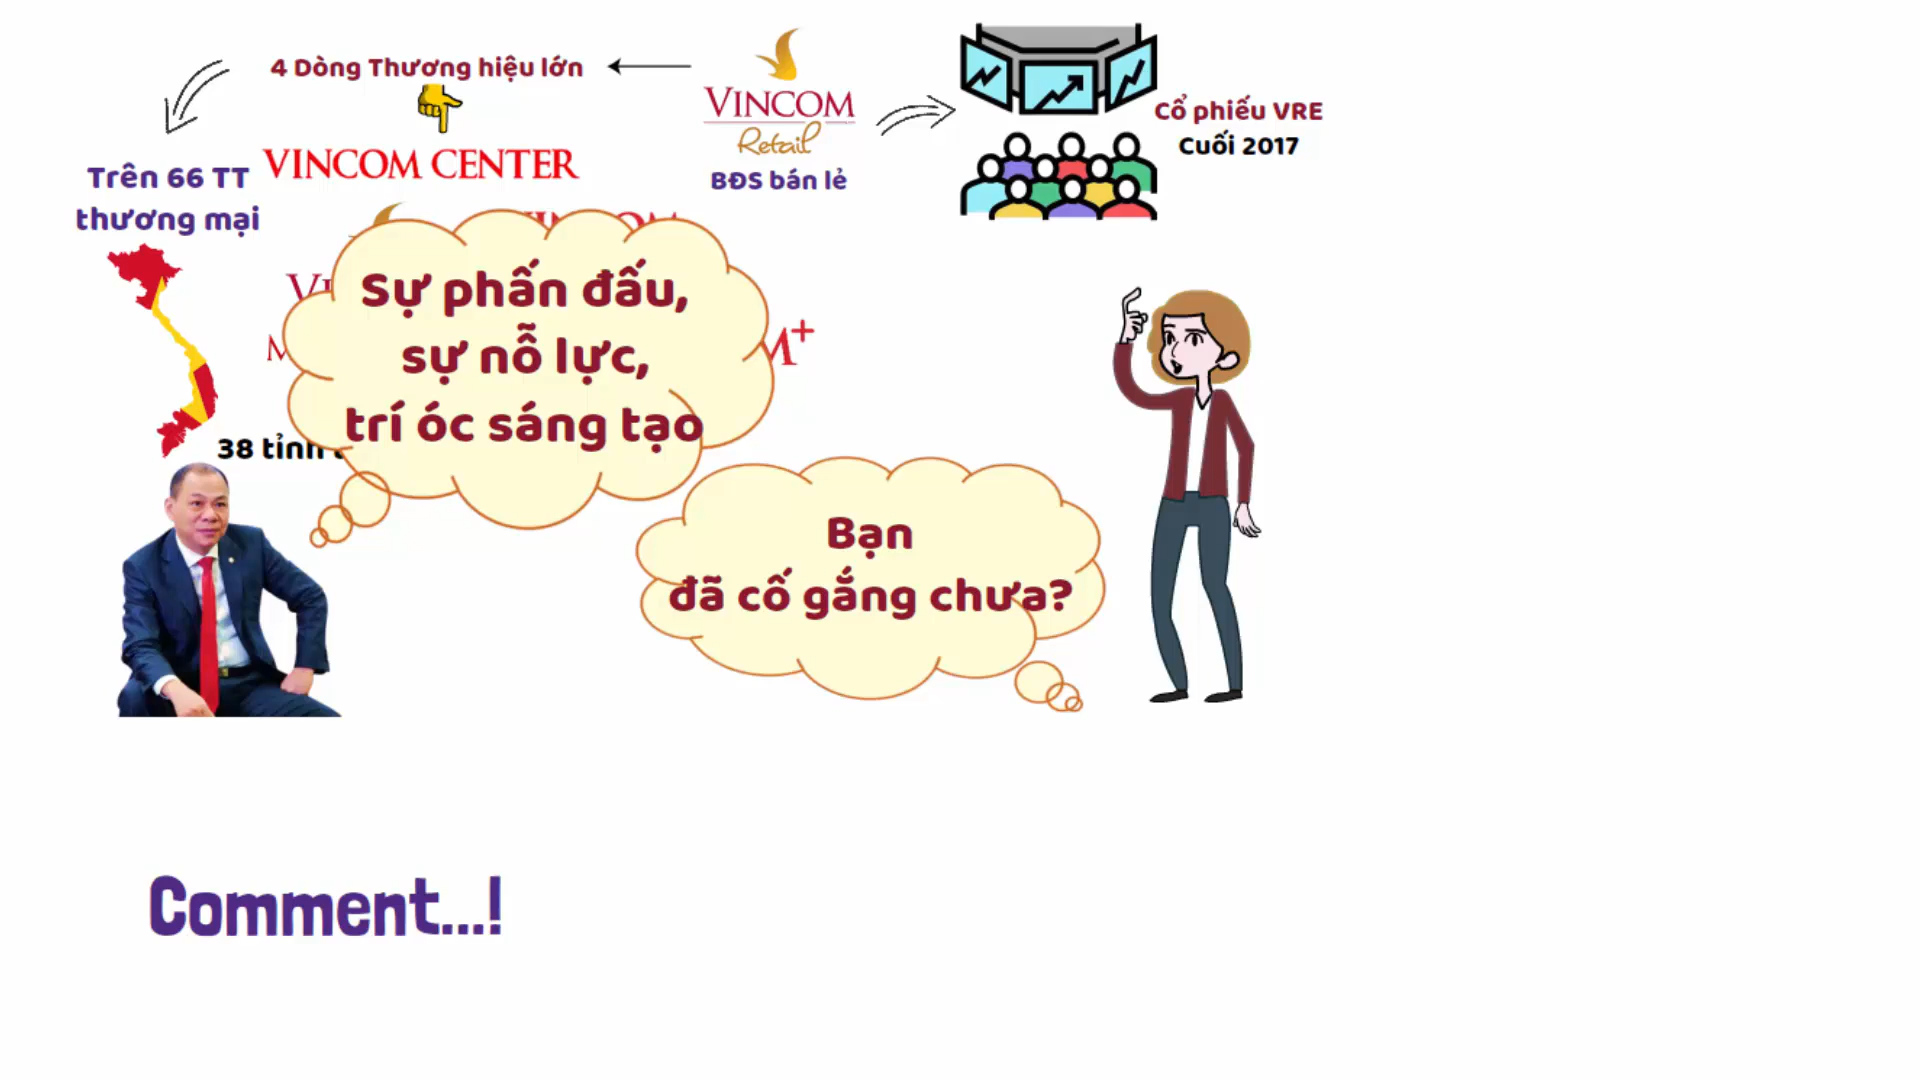 4 Dòng Thương hiệu lớn
VINCOM
Retail
BĐS bán lẻ
Cổ phiếu VRE
Cuối 2017
VINCOM CENTER
Trên 66 TT
thương mại
Sự phấn đấu,
sự nỗ lực,
trí óc sáng tạo
38 tỉnh
Bạn
đã cố gắng chưa?
Comment...!